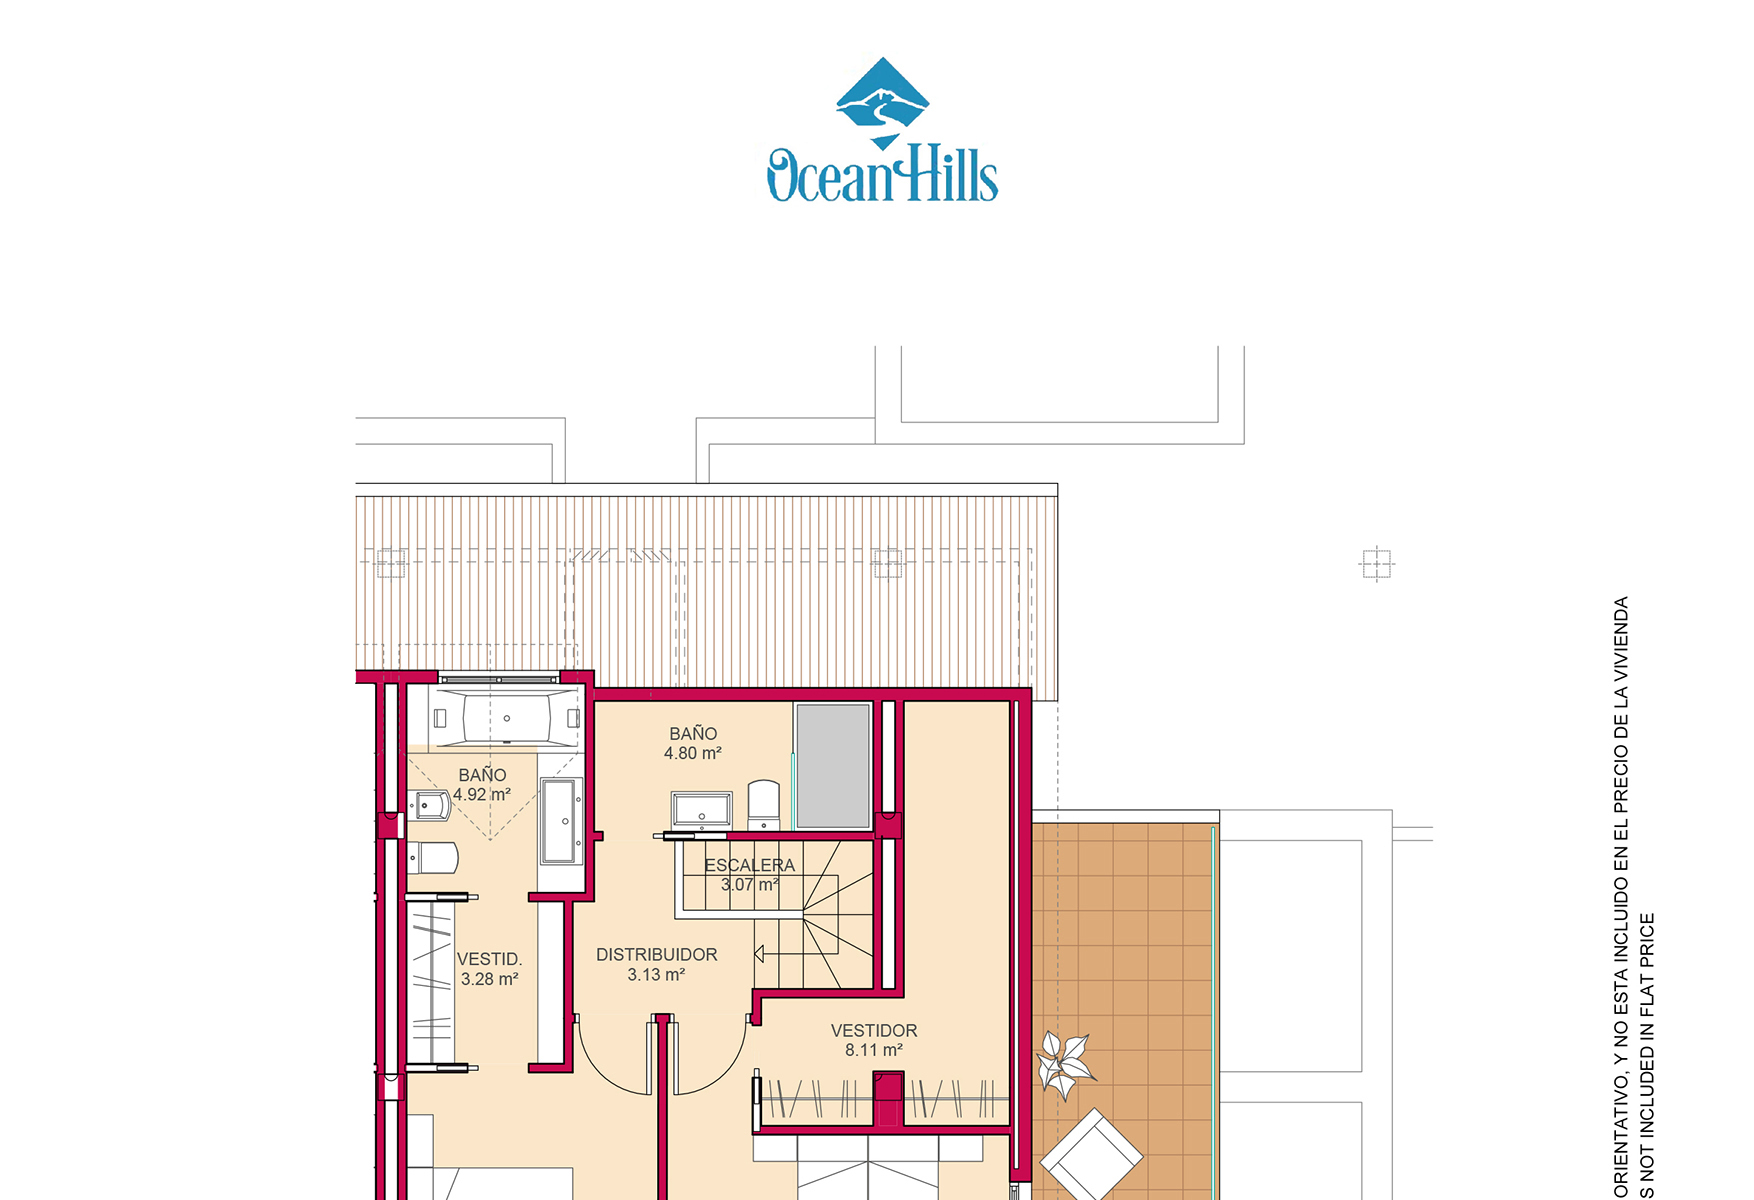 Ocean Hills
BAÑO
4.80 m²
BAÑO
4.92 m²
ESCALERA
3.07 m²
DISTRIBUIDOR
3.13 m²
VESTID.
3.28 m²
VESTIDOR
8.11 m²
ORIENTATIVO, Y NO ESTA INCLUIDO EN EL PRECIO DE LA VIVIENDA
S NOT INCLUDED IN FLAT PRICE